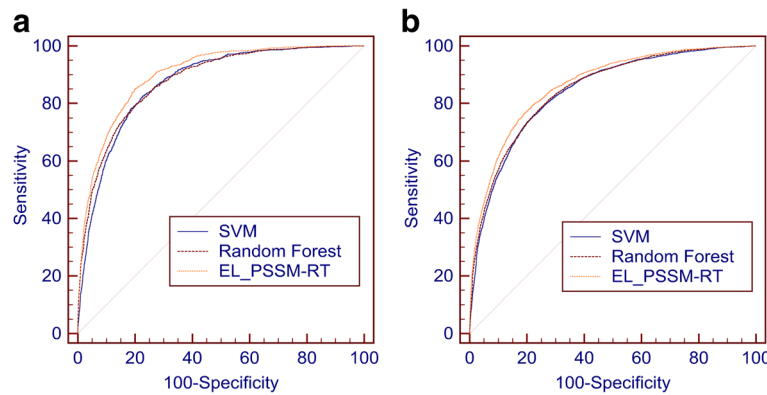 a
100
80
60
40
20
0
Sensitivity
SVM
Random Forest
EL_PSSM-RT
0 20 40 60 80 100
100-Specificity
b
100
80
60
40
20
0
Sensitivity
SVM
Random Forest
EL_PSSM-RT
0 20 40 60 80 100
100-Specificity